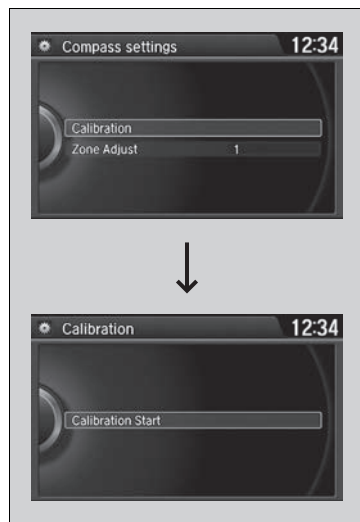 Compass settings 12:34
Calibration
Zone Adjust 1
Calibration 12:34
Calibration Start